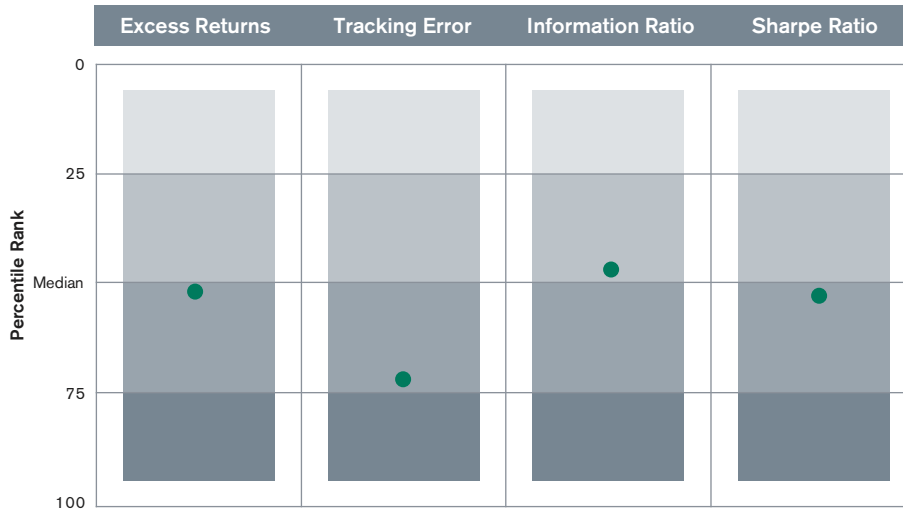 Excess Returns Tracking Error Information Ratio Sharpe Ratio
0
25
Median
75
100
Percentile Rank